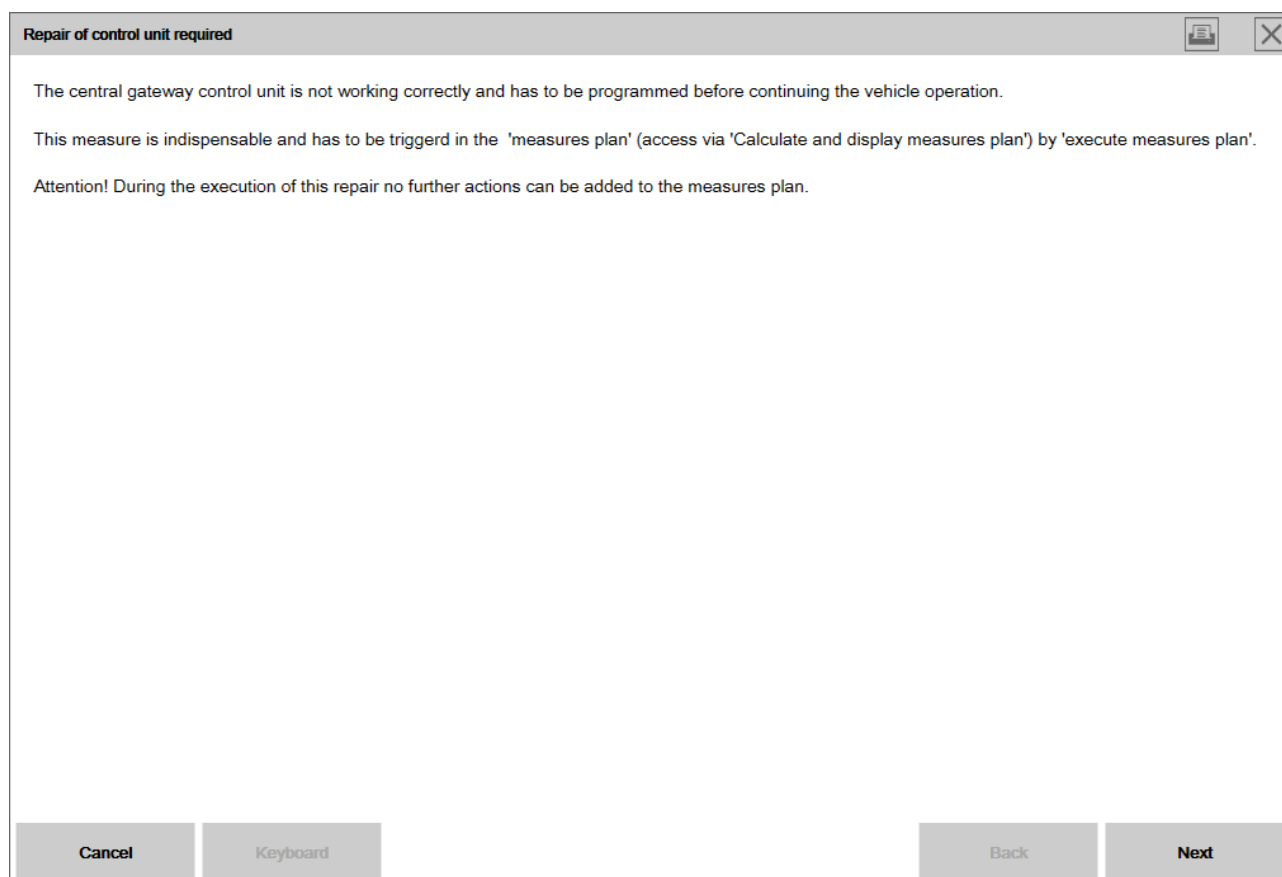 Repair of control unit required
The central gateway control unit is not working correctly and has to be programmed before continuing the vehicle operation.
This measure is indispensable and has to be triggerd in the  'measures plan' (access via 'Calculate and display measures plan') by 'execute measures plan'.
Attention! During the execution of this repair no further actions can be added to the measures plan.
Cancel
Keyboard
Back
Next